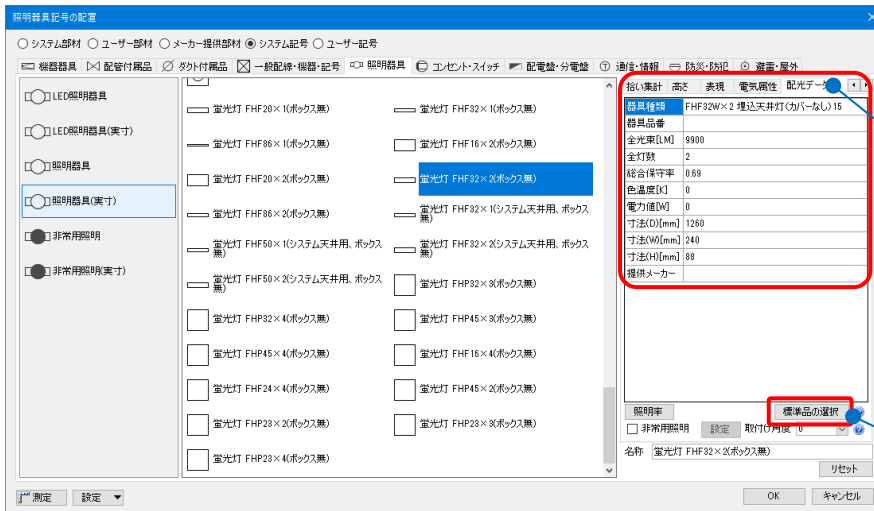 照明器具記号の配置
システム部材 ユーザー部材 メーカー提供部材 システム記号 ユーザー記号
機器器具 配管付属品 ダクト付属品 一般配線・機器・記号 照明器具 コンセント・スイッチ 配電盤・分電盤 通信・情報 防災・防犯 避雷・屋外
LED照明器具
LED照明器具(実寸)
照明器具
照明器具(実寸)
非常用照明
非常用照明(実寸)
蛍光灯 FHF20×1(ボックス無) 蛍光灯 FHF32×1(ボックス無)
蛍光灯 FHF86×1(ボックス無) 蛍光灯 FHF16×2(ボックス無)
蛍光灯 FHF20×2(ボックス無) 蛍光灯 FHF32×2(ボックス無)
蛍光灯 FHF86×2(ボックス無) 蛍光灯 FHF32×1(システム天井用、ボックス無)
蛍光灯 FHF50×1(システム天井用、ボックス無) 蛍光灯 FHF32×2(システム天井用、ボックス無)
蛍光灯 FHF50×2(システム天井用、ボックス無) 蛍光灯 FHP32×3(ボックス無)
蛍光灯 FHP32×4(ボックス無) 蛍光灯 FHP45×3(ボックス無)
蛍光灯 FHP45×4(ボックス無) 蛍光灯 FHF16×4(ボックス無)
蛍光灯 FHF24×4(ボックス無) 蛍光灯 FHP45×2(ボックス無)
蛍光灯 FHP23×2(ボックス無) 蛍光灯 FHP23×3(ボックス無)
蛍光灯 FHP23×4(ボックス無)
拾い集計 高さ 表現 電気属性 配光データ
器具種類 FHF32W×2 埋込天井灯(カバーなし)15
器具品番
全光束[LM] 9900
全灯数 2
総合保守率 0.69
色温度[K] 0
電力値[W] 0
寸法(D)[mm] 1260
寸法(W)[mm] 240
寸法(H)[mm] 88
提供メーカー
照明率 標準品の選択
非常用照明 設定 取付け角度 0
名称 蛍光灯 FHF32×2(ボックス無)
リセット
測定 設定 OK キャンセル